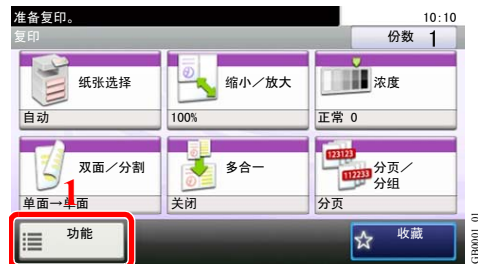 准备复印。 10:10
复印 份数 1
纸张选择 缩小／放大 浓度
自动 100% 正常 0
双面／分割 多合一 123123 112233 分页／
分组
单面→单面 关闭 分页
1
功能 收藏
GB0001_01